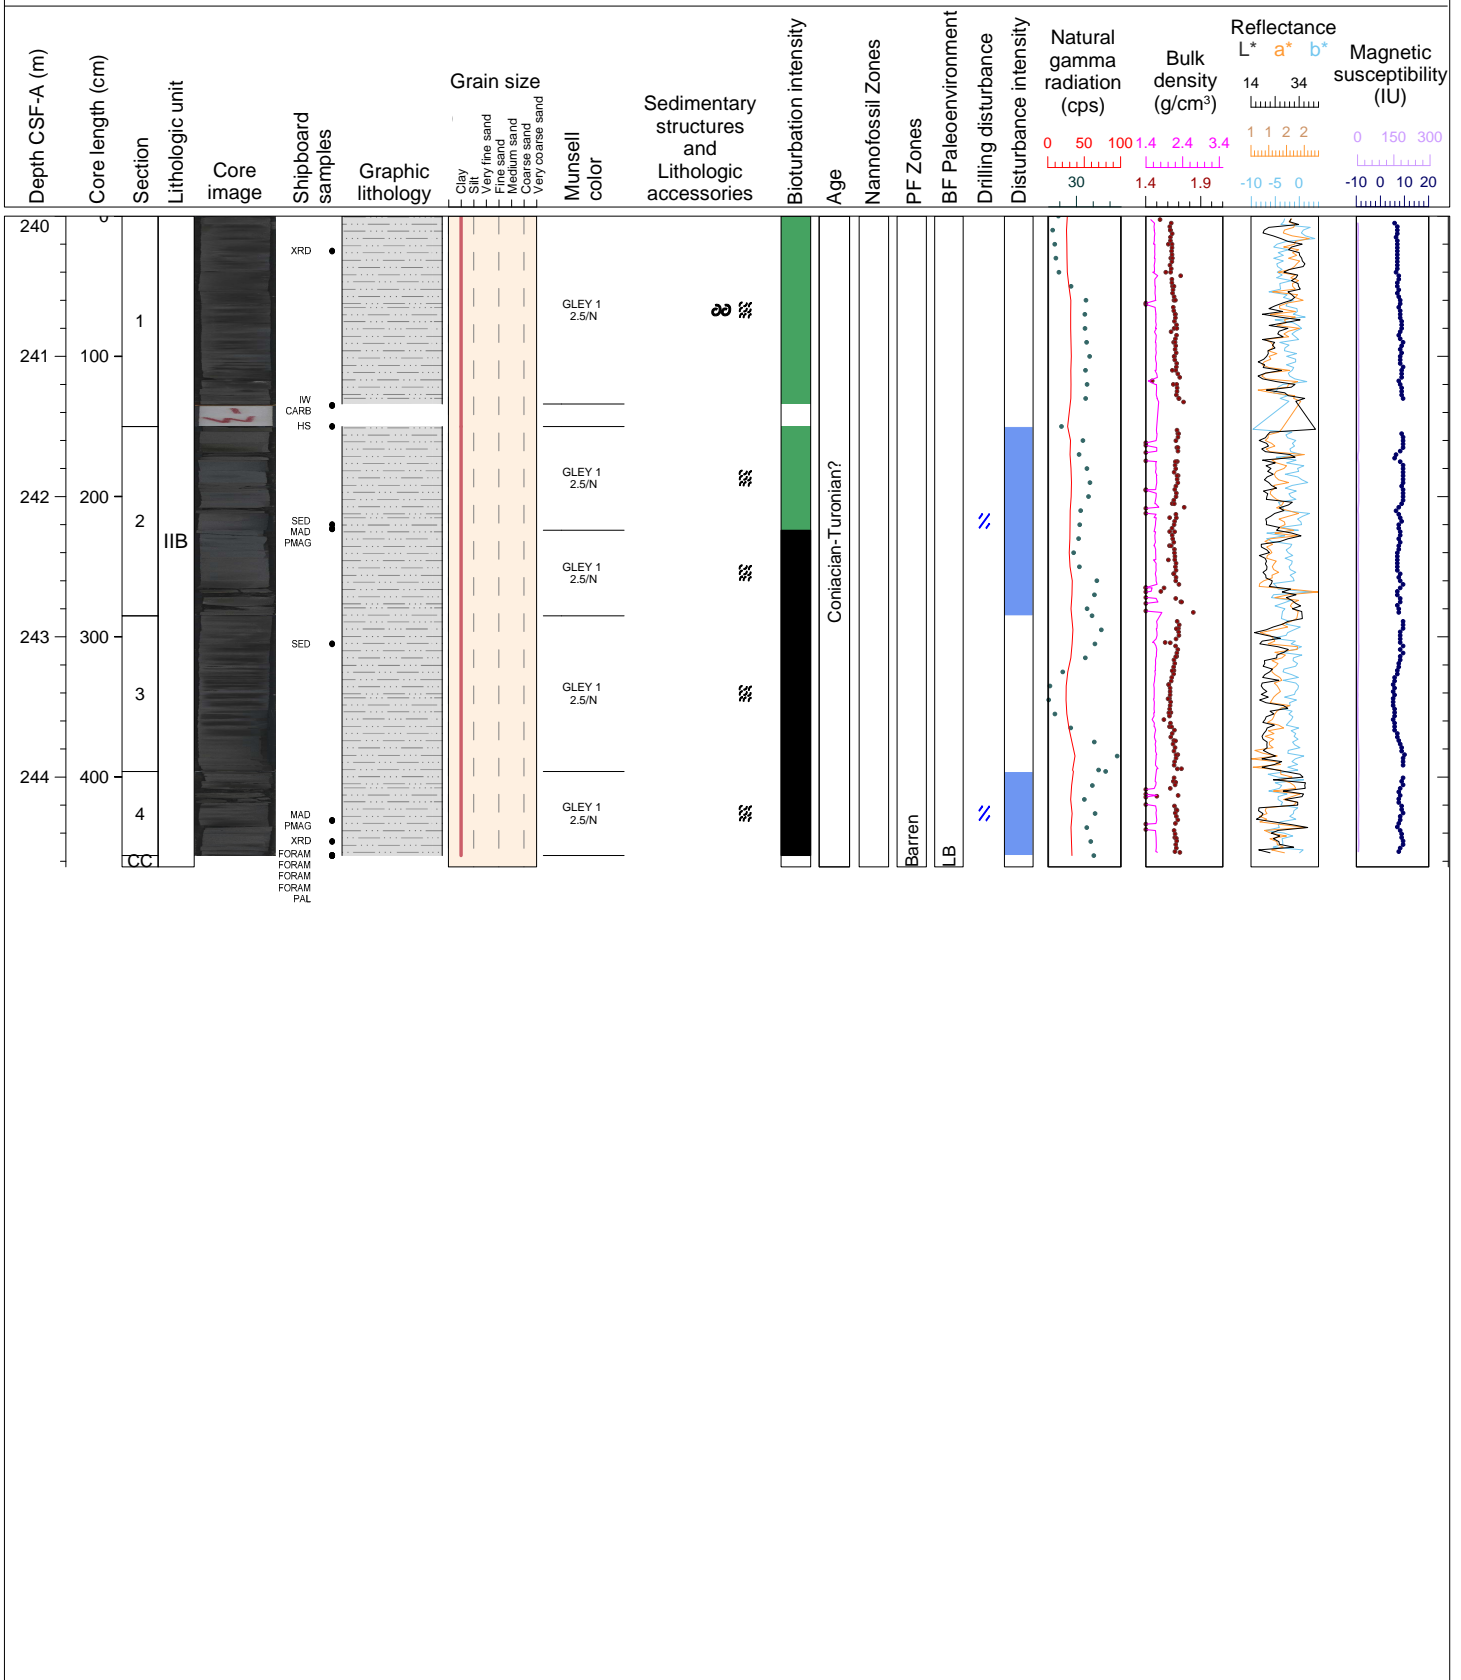 Depth CSF-A (m)
Core length (cm)
Section
Lithologic unit
Core
image
Shipboard
samples
Graphic
lithology
Grain size
Clay
Silt
Very fine sand
Fine sand
Medium sand
Coarse sand
Very coarse sand
Munsell
color
Sedimentary
structures
and
Lithologic
accessories
Bioturbation intensity
Age
Nannofossil Zones
PF Zones
BF Paleoenvironment
Drilling disturbance
Disturbance intensity
Natural
gamma
radiation
(cps)
0 50 100
30
Bulk
density
(g/cm³)
1.4 2.4 3.4
1.4 1.9
Reflectance
L* a* b*
14 34
1 1 2 2
-10 -5 0
Magnetic
susceptibility
(IU)
0 150 300
-10 0 10 20
240
241
242
243
244
0
100
200
300
400
1
2
3
4
CC
IIB
XRD
IW
CARB
HS
SED
MAD
PMAG
SED
MAD
PMAG
XRD
FORAM
FORAM
FORAM
FORAM
PAL
GLEY 1
2.5/N
GLEY 1
2.5/N
GLEY 1
2.5/N
GLEY 1
2.5/N
GLEY 1
2.5/N
Coniacian-Turonian?
Barren
LB